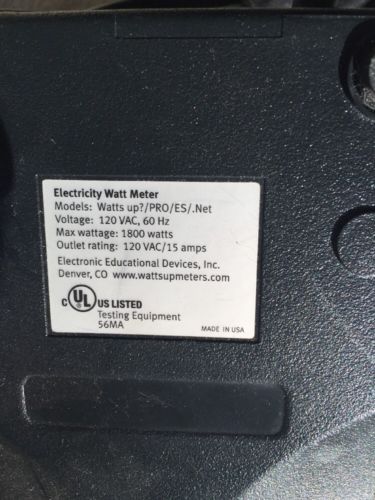 Electricity Watt Meter
Models: Watts up?/PRO/ES/.Net
Voltage: 120 VAC, 60 Hz
Max wattage: 1800 watts
Outlet rating: 120 VAC/15 amps
Electronic Educational Devices, Inc.
Denver, CO www.wattsupmeters.com
C UL US LISTED
Testing Equipment
56MA
MADE IN USA